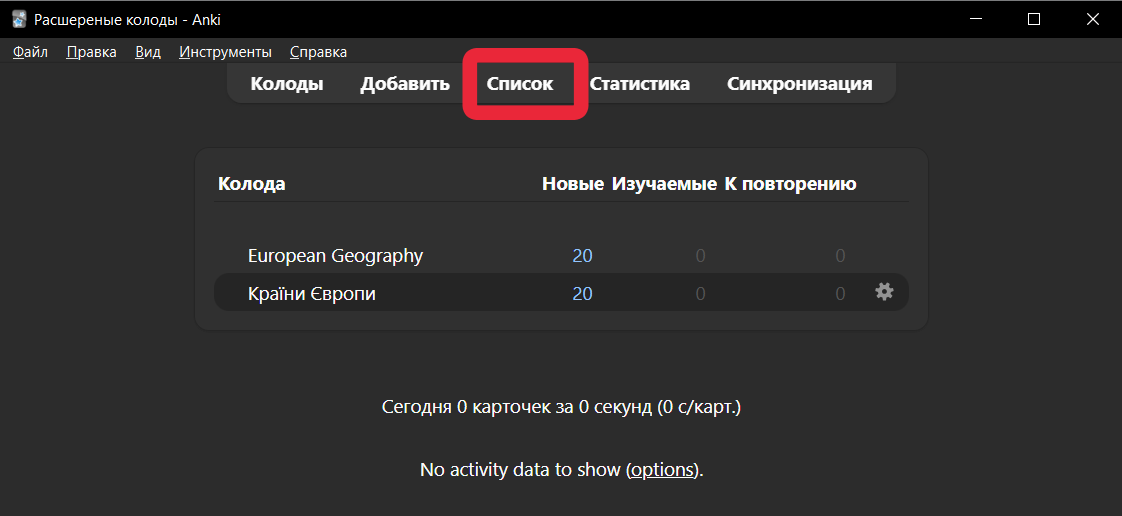 Расшереные колоды - Anki
Файл Правка Вид Инструменты Справка
Колоды Добавить Список Статистика Синхронизация
Колода Новые Изучаемые К повторению
European Geography 20 0 0
Країни Європи 20 0 0
Сегодня 0 карточек за 0 секунд (0 с/карт.)
No activity data to show (options).